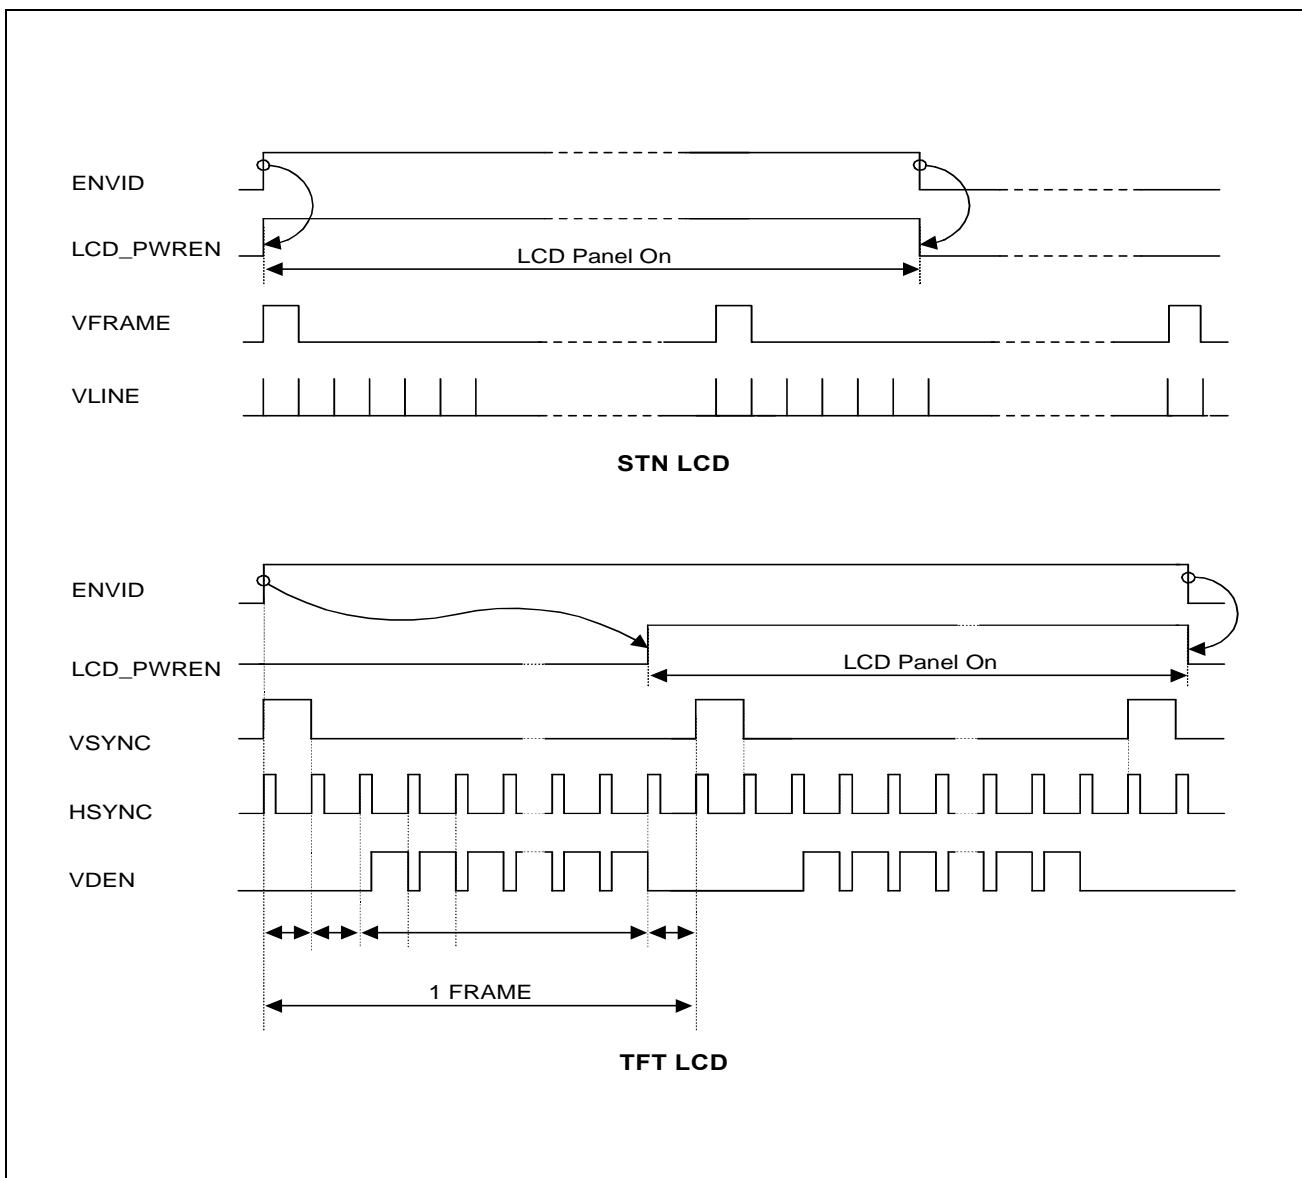 ENVID
LCD_PWREN
LCD Panel On
VFRAME
VLINE
STN LCD
ENVID
LCD_PWREN
LCD Panel On
VSYNC
HSYNC
VDEN
1 FRAME
TFT LCD